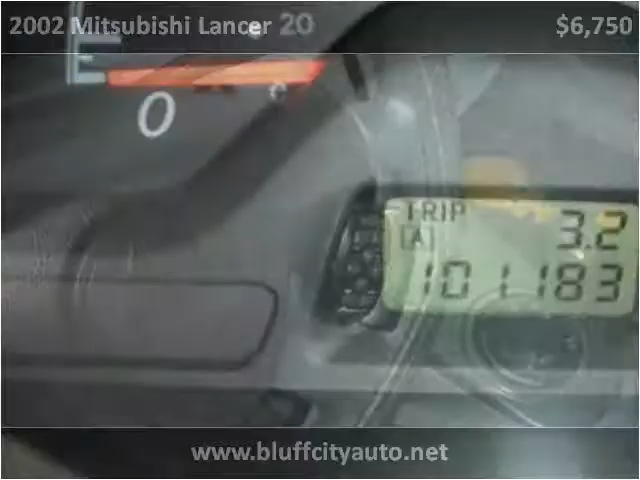 2002 Mitsubishi Lancer $6,750
20
E
0
TRIP 3.2
[A]
101183
www.bluffcityauto.net